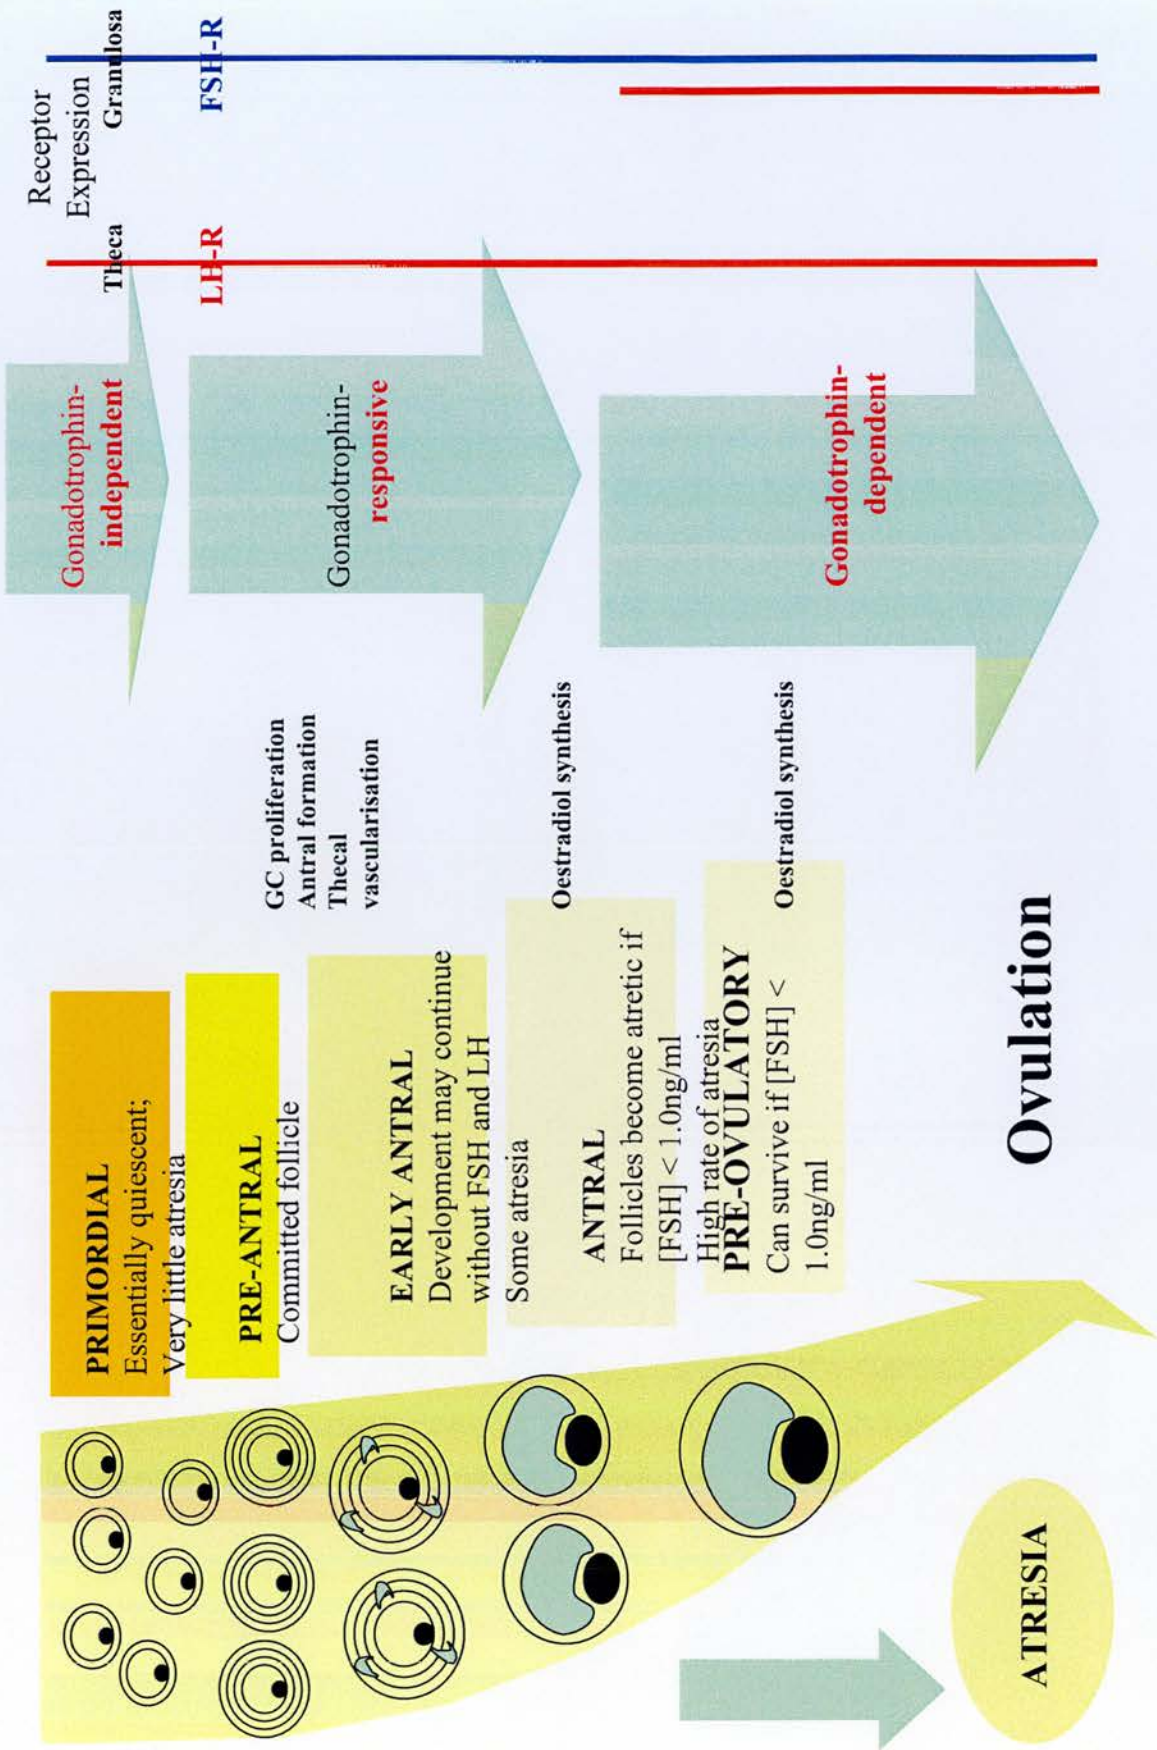 PRIMORDIAL
Essentially quiescent;
Very little atresia
PRE-ANTRAL
Committed follicle
EARLY ANTRAL
Development may continue
without FSH and LH
Some atresia
ANTRAL
Follicles become atretic if
[FSH] < 1.0ng/ml
High rate of atresia
PRE-OVULATORY
Can survive if [FSH] <
1.0ng/ml
GC proliferation
Antral formation
Thecal
vascularisation
Oestradiol synthesis
Oestradiol synthesis
Gonadotrophin-
independent
Gonadotrophin-
responsive
Gonadotrophin-
dependent
Receptor
Expression
Theca
Granulosa
LH-R
FSH-R
ATRESIA
Ovulation